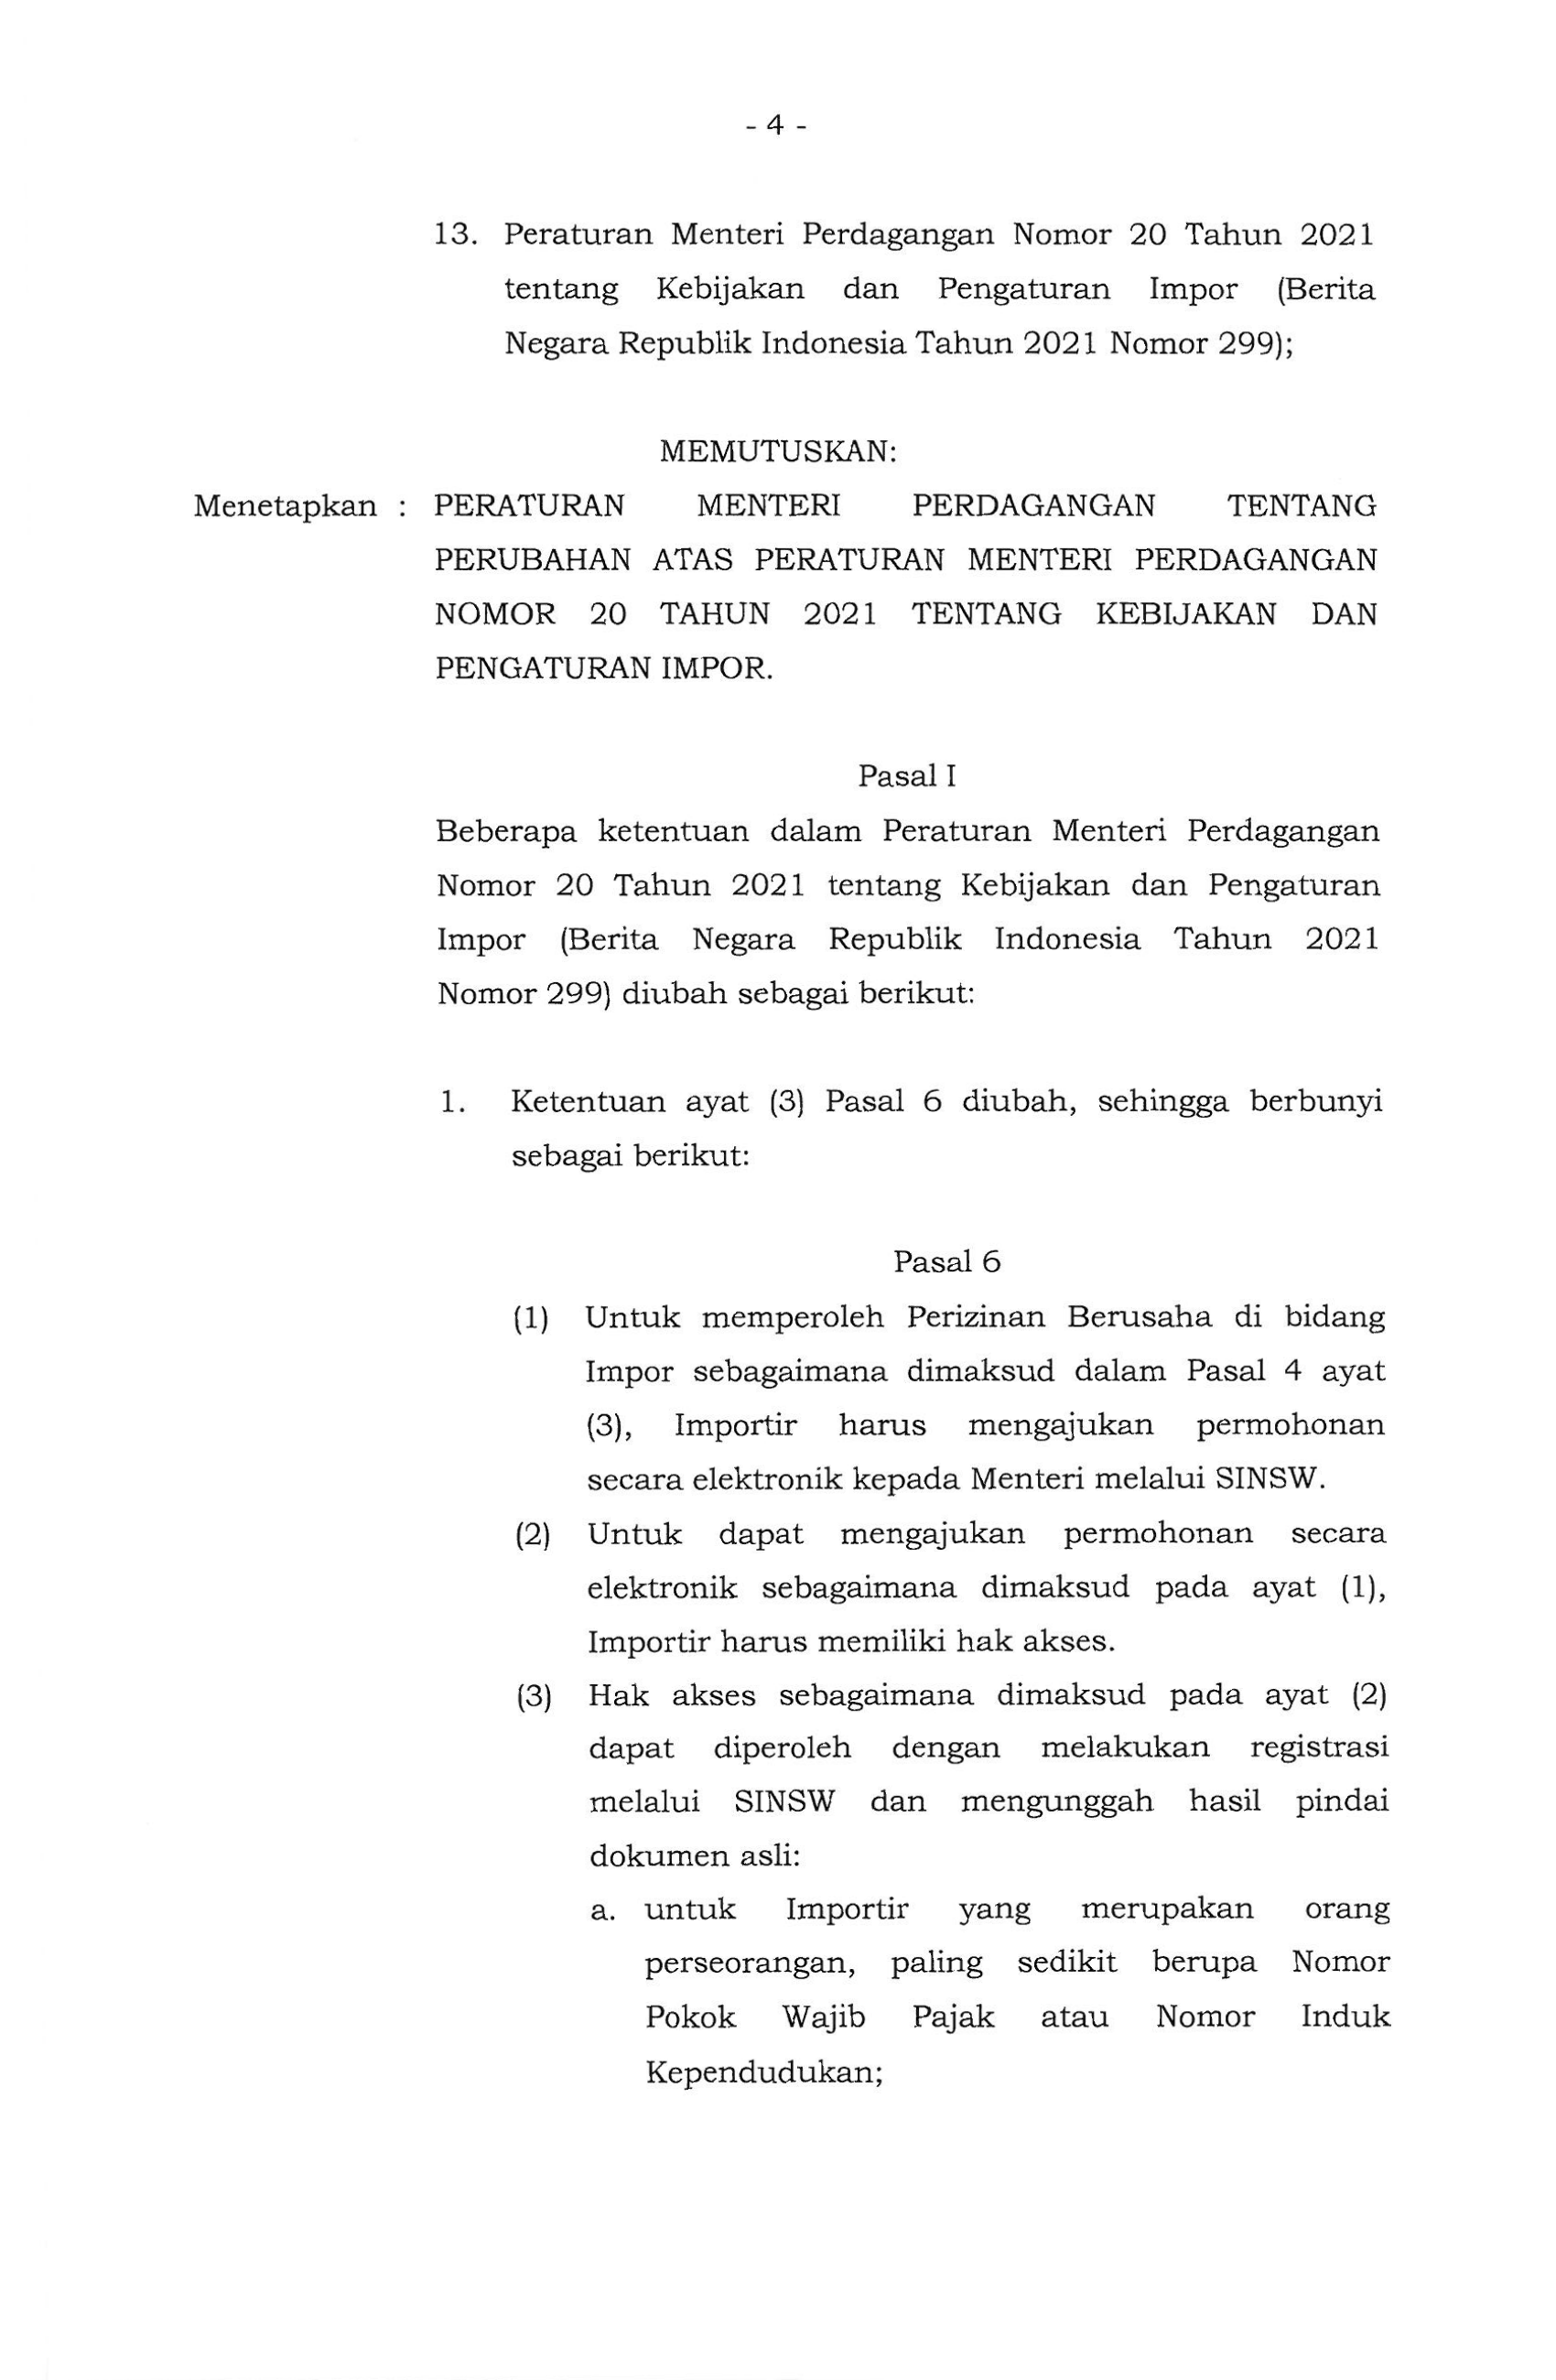 - 4 -
13. Peraturan Menteri Perdagangan Nomor 20 Tahun 2021
tentang Kebijakan dan Pengaturan Impor (Berita
Negara Republik Indonesia Tahun 2021 Nomor 299);
MEMUTUSKAN:
Menetapkan : PERATURAN MENTERI PERDAGANGAN TENTANG
PERUBAHAN ATAS PERATURAN MENTERI PERDAGANGAN
NOMOR 20 TAHUN 2021 TENTANG KEBIJAKAN DAN
PENGATURAN IMPOR.
Pasal I
Beberapa ketentuan dalam Peraturan Menteri Perdagangan
Nomor 20 Tahun 2021 tentang Kebijakan dan Pengaturan
Impor (Berita Negara Republik Indonesia Tahun 2021
Nomor 299) diubah sebagai berikut:
1. Ketentuan ayat (3) Pasal 6 diubah, sehingga berbunyi
sebagai berikut:
Pasal 6
(1) Untuk memperoleh Perizinan Berusaha di bidang
Impor sebagaimana dimaksud dalam Pasal 4 ayat
(3), Importir harus mengajukan permohonan
secara elektronik kepada Menteri melalui SINSW.
(2) Untuk dapat mengajukan permohonan secara
elektronik sebagaimana dimaksud pada ayat (1),
Importir harus memiliki hak akses.
(3) Hak akses sebagaimana dimaksud pada ayat (2)
dapat diperoleh dengan melakukan registrasi
melalui SINSW dan mengunggah hasil pindai
dokumen asli:
a. untuk Importir yang merupakan orang
perseorangan, paling sedikit berupa Nomor
Pokok Wajib Pajak atau Nomor Induk
Kependudukan;